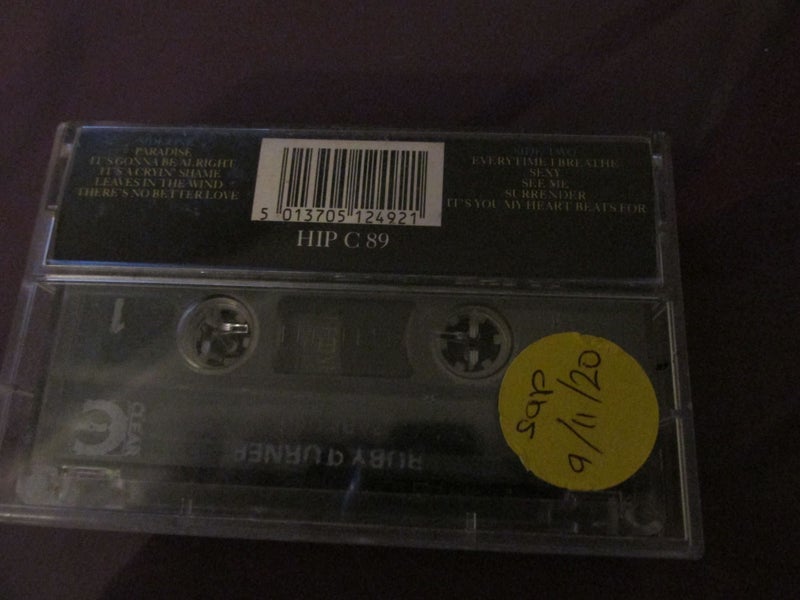 PARADISE
IT'S GONNA BE ALRIGHT
IT'S A CRYIN' SHAME
LEAVES IN THE WIND
THERE'S NO BETTER LOVE
5 013705 124921
HIP C 89
SIDE TWO
EVERYTIME I BREATHE
SEXY
SEE ME
SURRENDER
IT'S YOU MY HEART BEATS FOR
1
CLEAR
RUBY TURNER
sap
9/11/20